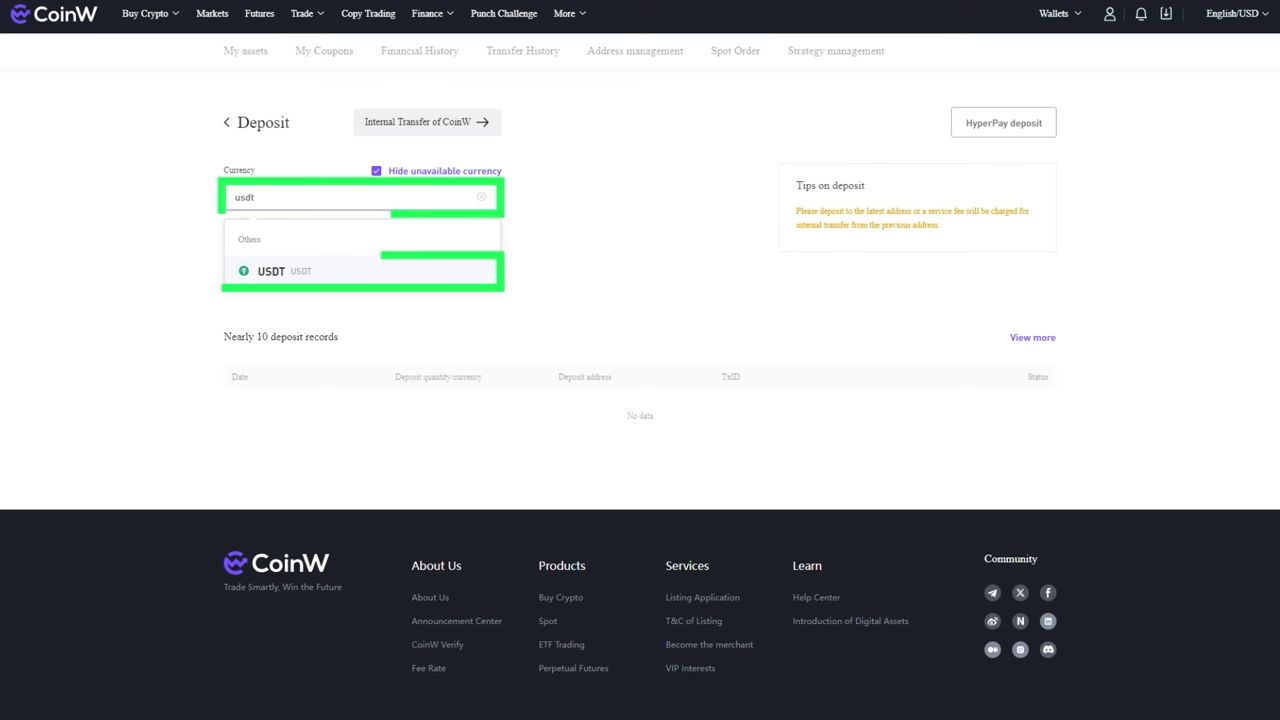 CoinW Buy Crypto Markets Futures Trade Copy Trading Finance Punch Challenge More Wallets English/USD
My assets My Coupons Financial History Transfer History Address management Spot Order Strategy management
Deposit Internal Transfer of CoinW HyperPay deposit
Currency Hide unavailable currency
usdt
Others
USDT USDT
Tips on deposit
Please deposit to the latest address or a service fee will be charged for
internal transfer from the previous address.
Nearly 10 deposit records View more
Date Deposit quantity/currency Deposit address TxID Status
No data
CoinW
Trade Smartly, Win the Future
About Us
About Us
Announcement Center
CoinW Verify
Fee Rate
Products
Buy Crypto
Spot
ETF Trading
Perpetual Futures
Services
Listing Application
T&C of Listing
Become the merchant
VIP Interests
Learn
Help Center
Introduction of Digital Assets
Community